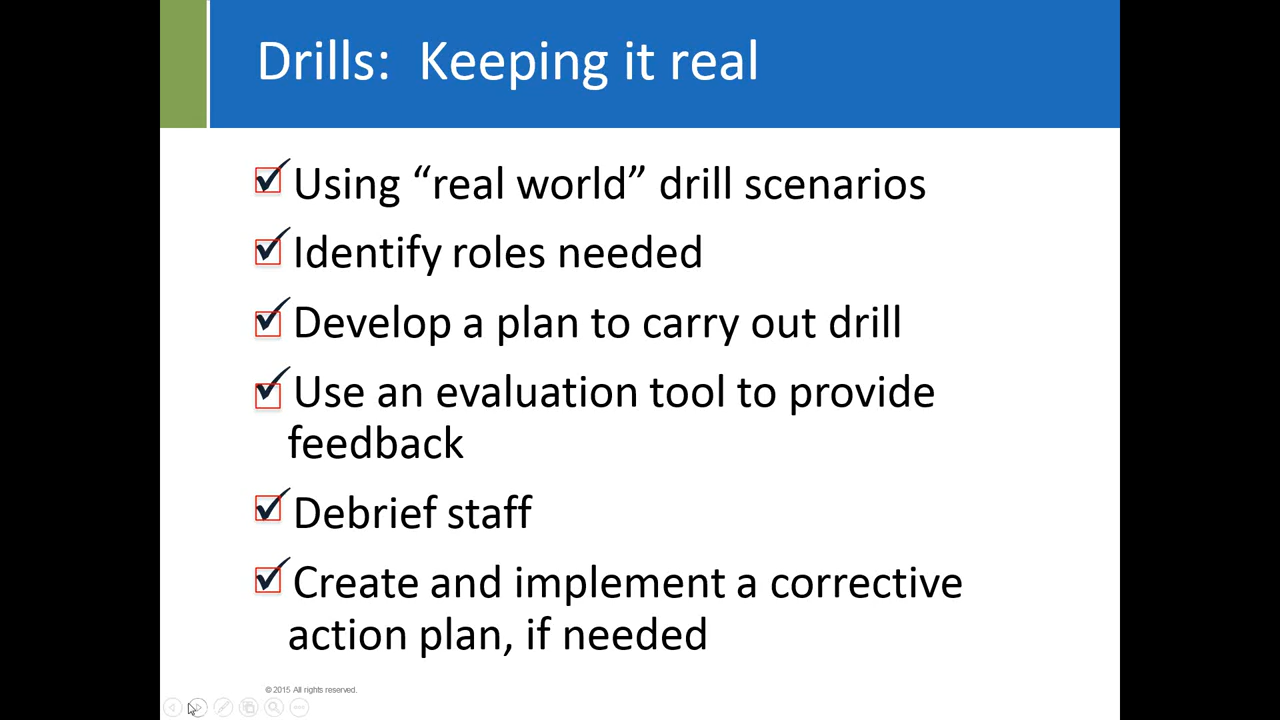 Drills:  Keeping it real
Using “real world” drill scenarios
Identify roles needed
Develop a plan to carry out drill
Use an evaluation tool to provide
feedback
Debrief staff
Create and implement a corrective
action plan, if needed
© 2015 All rights reserved.